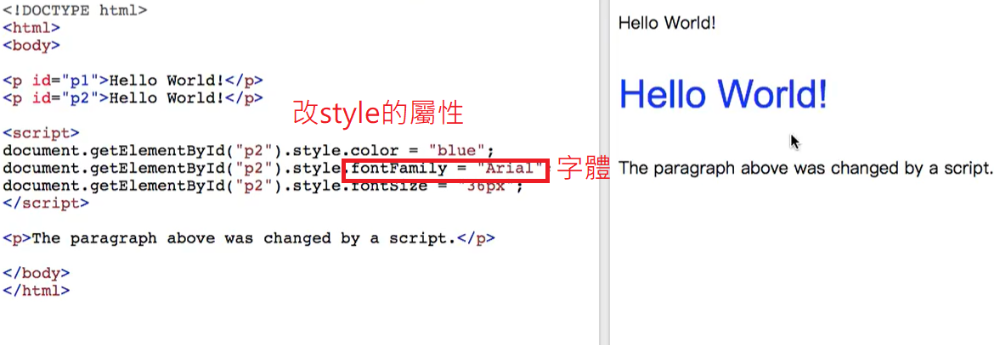 <!DOCTYPE html>
<html>
<body>
<p id="p1">Hello World!</p>
<p id="p2">Hello World!</p>
改style的屬性
<script>
document.getElementById("p2").style.color = "blue";
document.getElementById("p2").style.fontFamily = "Arial"
字體
document.getElementById("p2").style.fontSize = "36px";
</script>
<p>The paragraph above was changed by a script.</p>
</body>
</html>
Hello World!
Hello World!
The paragraph above was changed by a script.